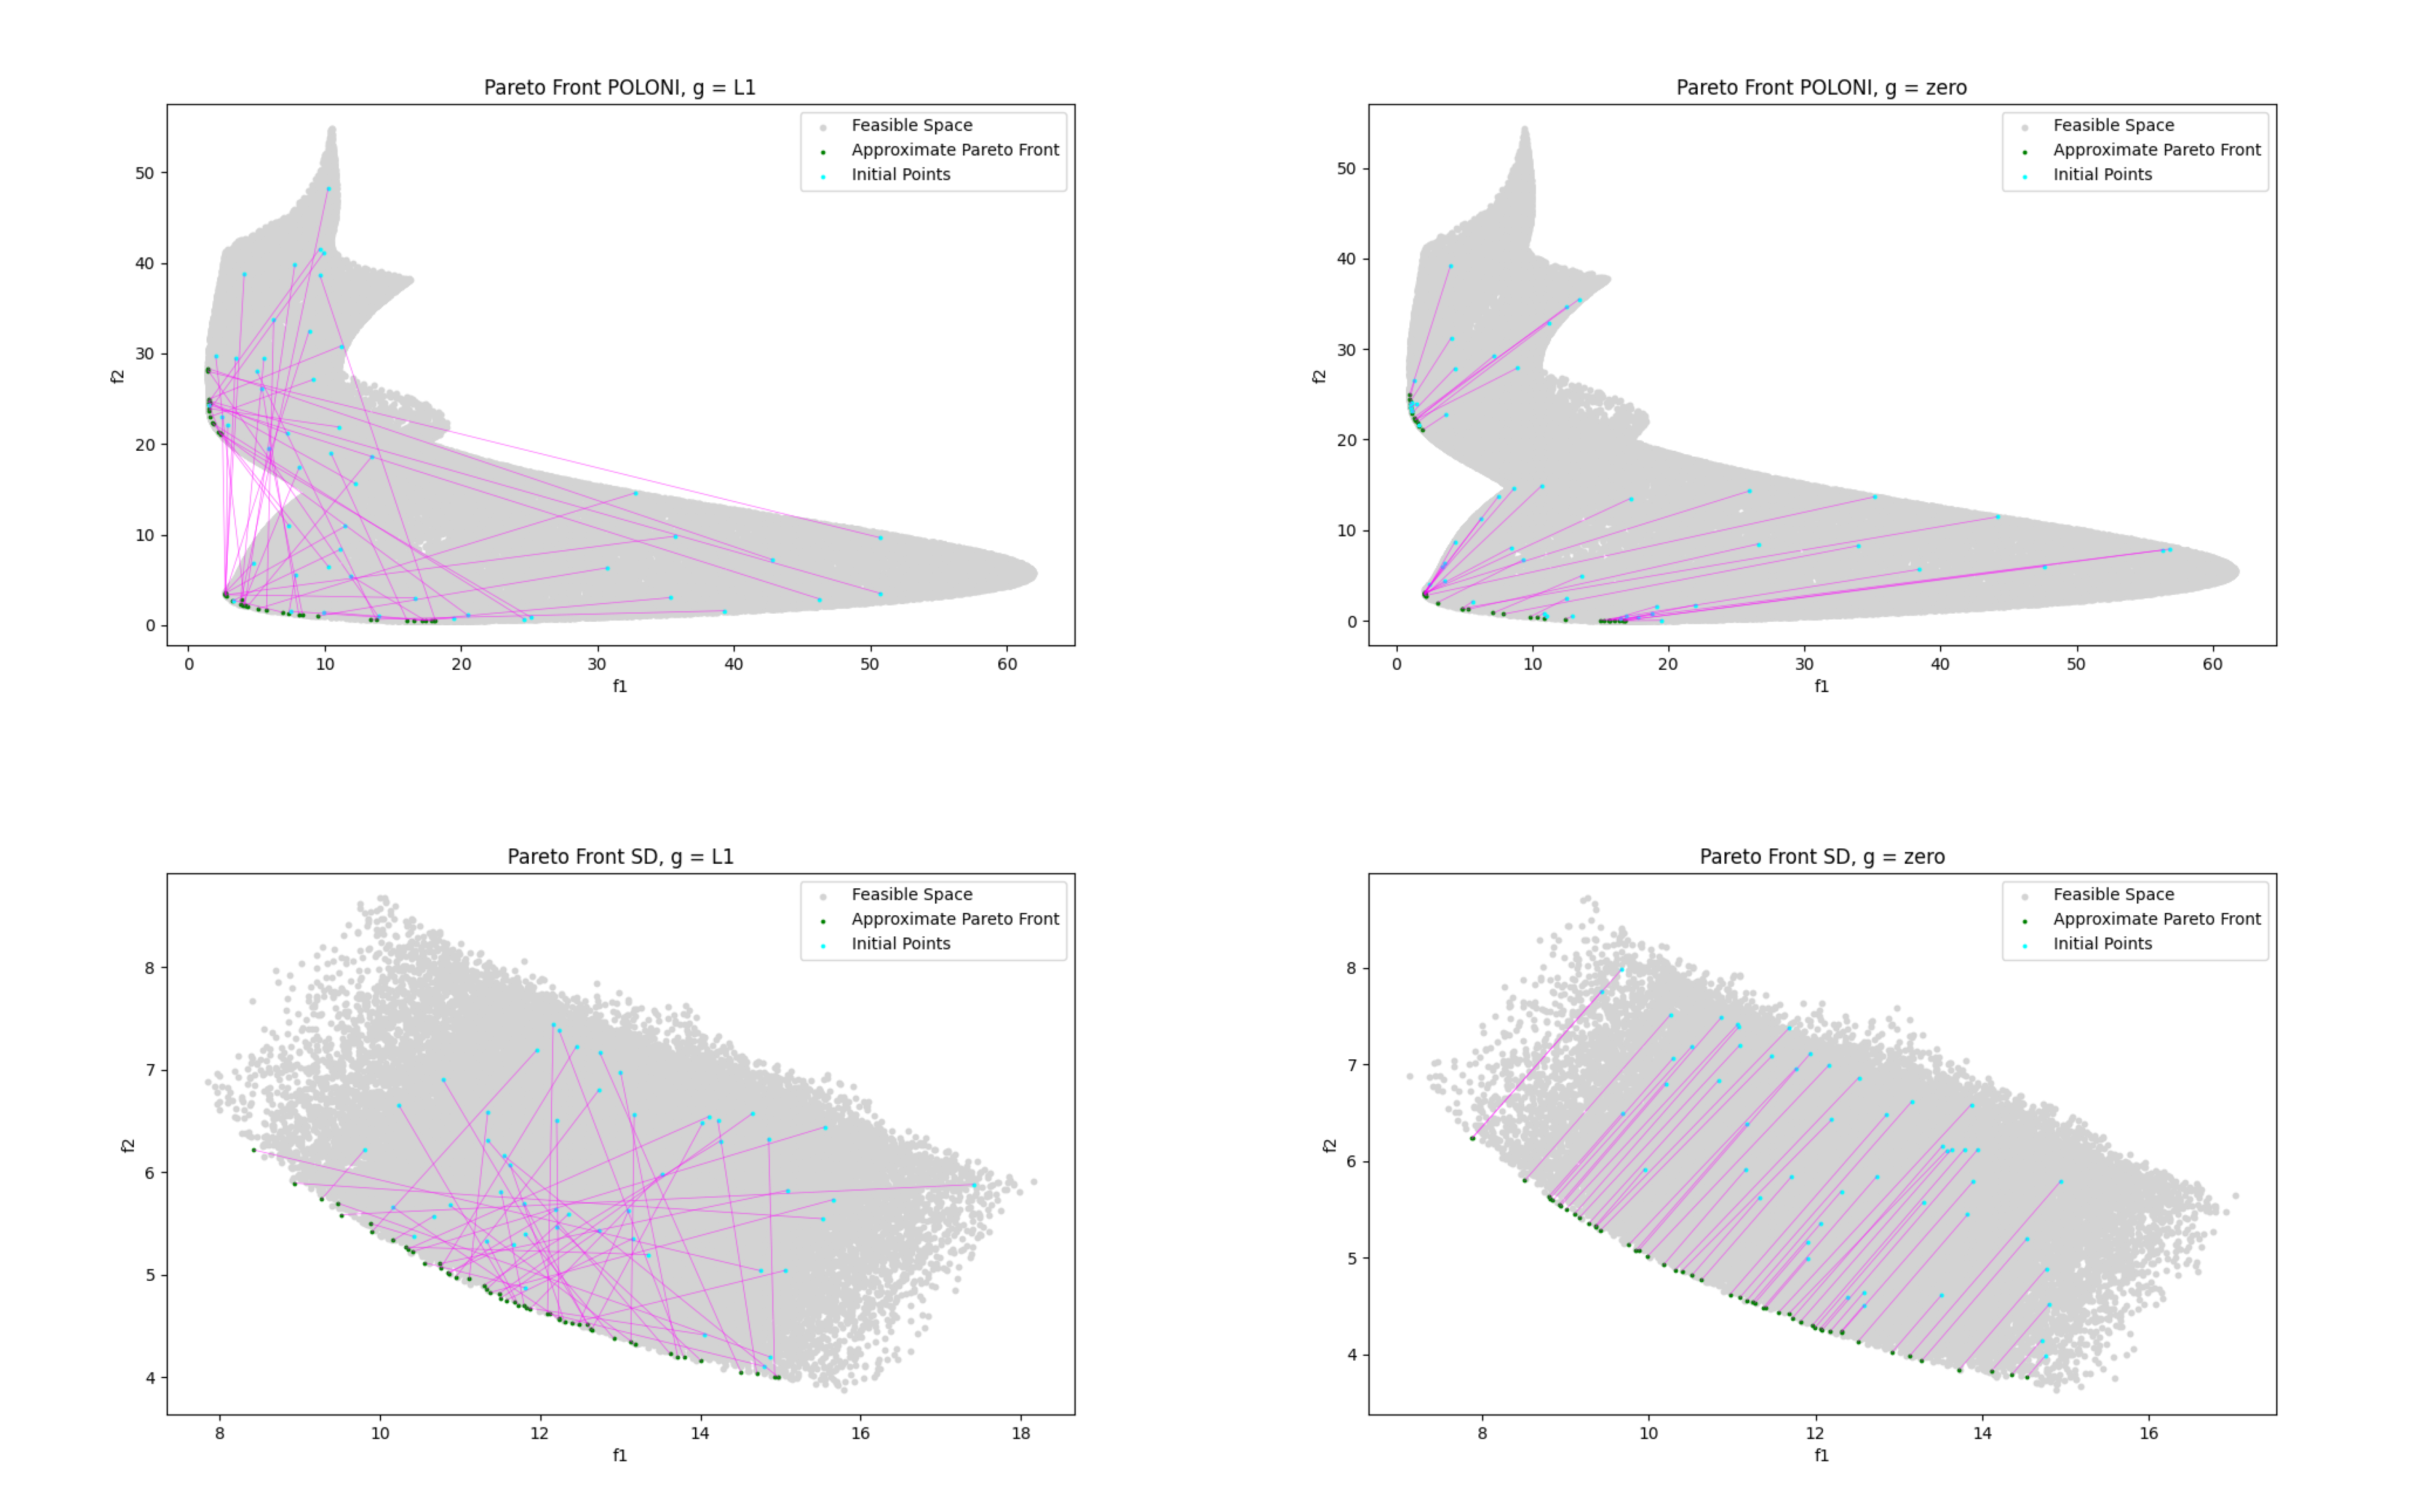 Pareto Front POLONI, g = L1
Feasible Space
Approximate Pareto Front
Initial Points
f2
50
40
30
20
10
0
0 10 20 30 40 50 60
f1
Pareto Front POLONI, g = zero
Feasible Space
Approximate Pareto Front
Initial Points
f2
50
40
30
20
10
0
0 10 20 30 40 50 60
f1
Pareto Front SD, g = L1
Feasible Space
Approximate Pareto Front
Initial Points
f2
8
7
6
5
4
8 10 12 14 16 18
f1
Pareto Front SD, g = zero
Feasible Space
Approximate Pareto Front
Initial Points
f2
8
7
6
5
4
8 10 12 14 16
f1